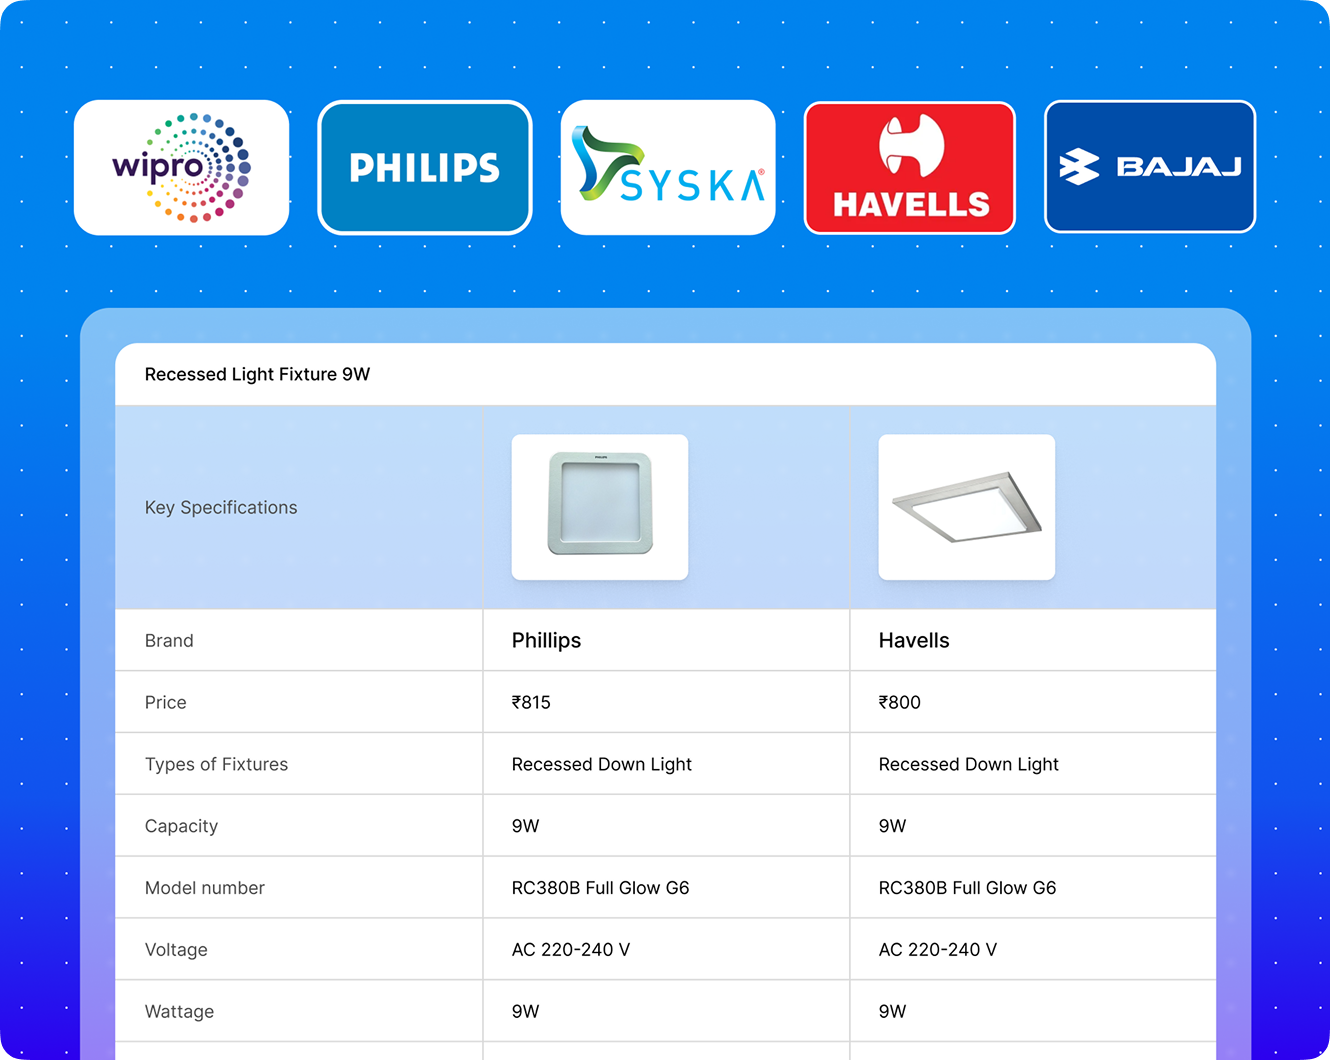 wipro PHILIPS SYSKA® HAVELLS BAJAJ
Recessed Light Fixture 9W
Key Specifications
PHILIPS
Brand Phillips Havells
Price ₹815 ₹800
Types of Fixtures Recessed Down Light Recessed Down Light
Capacity 9W 9W
Model number RC380B Full Glow G6 RC380B Full Glow G6
Voltage AC 220-240 V AC 220-240 V
Wattage 9W 9W